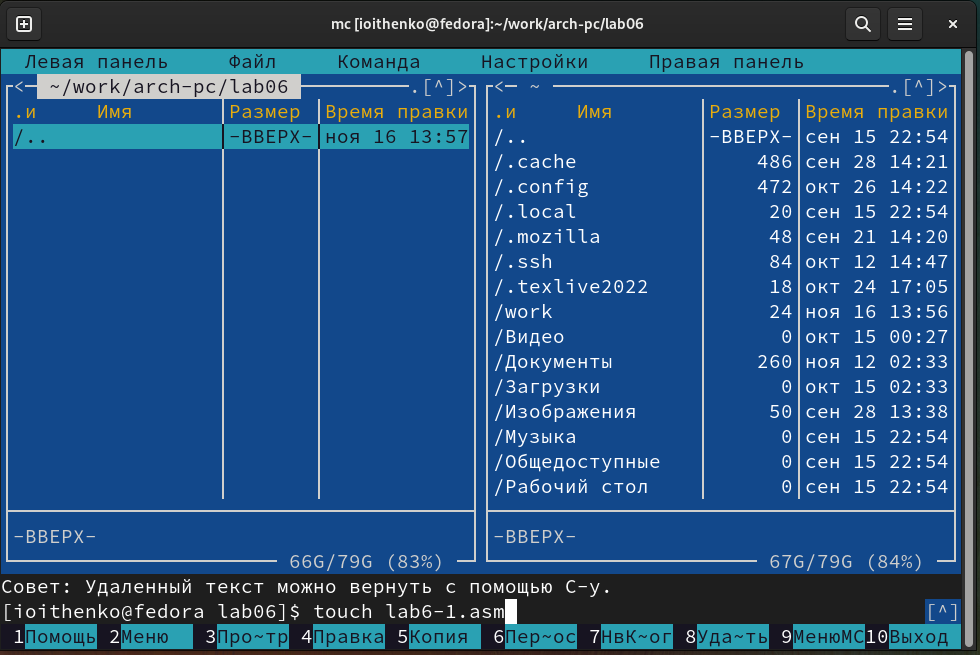 mc [ioithenko@fedora]:~/work/arch-pc/lab06
Левая панель Файл Команда Настройки Правая панель
<─ ~/work/arch-pc/lab06 .[^]>
.и Имя Размер Время правки
/.. -ВВЕРХ- ноя 16 13:57
-ВВЕРХ-
66G/79G (83%)
<─ ~ .[^]>
.и Имя Размер Время правки
/.. -ВВЕРХ- сен 15 22:54
/.cache 486 сен 28 14:21
/.config 472 окт 26 14:22
/.local 20 сен 15 22:54
/.mozilla 48 сен 21 14:20
/.ssh 84 окт 12 14:47
/.texlive2022 18 окт 24 17:05
/work 24 ноя 16 13:56
/Видео 0 окт 15 00:27
/Документы 260 ноя 12 02:33
/Загрузки 0 окт 15 02:33
/Изображения 50 сен 28 13:38
/Музыка 0 сен 15 22:54
/Общедоступные 0 сен 15 22:54
/Рабочий стол 0 сен 15 22:54
-ВВЕРХ-
67G/79G (84%)
Совет: Удаленный текст можно вернуть с помощью C-y.
[ioithenko@fedora lab06]$ touch lab6-1.asm [^]
1Помощь 2Меню 3Про~тр 4Правка 5Копия 6Пер~ос 7НвК~ог 8Уда~ть 9МенюMC 10Выход